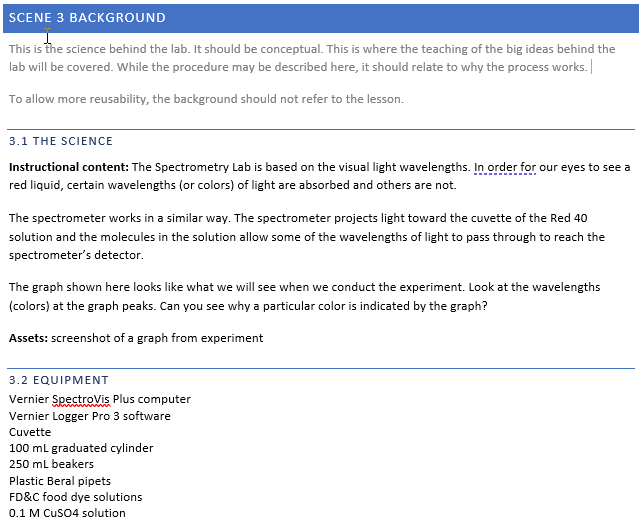 SCENE 3 BACKGROUND
This is the science behind the lab. It should be conceptual. This is where the teaching of the big ideas behind the
lab will be covered. While the procedure may be described here, it should relate to why the process works.
To allow more reusability, the background should not refer to the lesson.
3.1 THE SCIENCE
Instructional content: The Spectrometry Lab is based on the visual light wavelengths. In order for our eyes to see a
red liquid, certain wavelengths (or colors) of light are absorbed and others are not.
The spectrometer works in a similar way. The spectrometer projects light toward the cuvette of the Red 40
solution and the molecules in the solution allow some of the wavelengths of light to pass through to reach the
spectrometer's detector.
The graph shown here looks like what we will see when we conduct the experiment. Look at the wavelengths
(colors) at the graph peaks. Can you see why a particular color is indicated by the graph?
Assets: screenshot of a graph from experiment
3.2 EQUIPMENT
Vernier SpectroVis Plus computer
Vernier Logger Pro 3 software
Cuvette
100 mL graduated cylinder
250 mL beakers
Plastic Beral pipets
FD&C food dye solutions
0.1 M CuSO4 solution